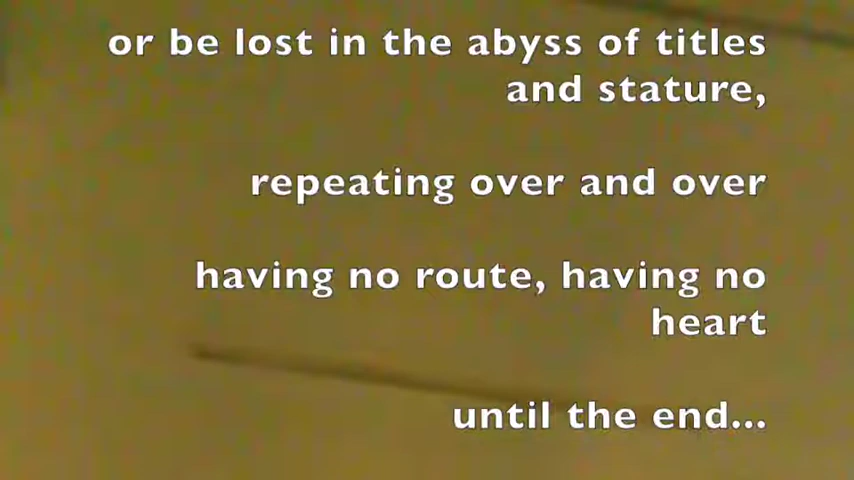 or be lost in the abyss of titles
and stature,
repeating over and over
having no route, having no
heart
until the end...